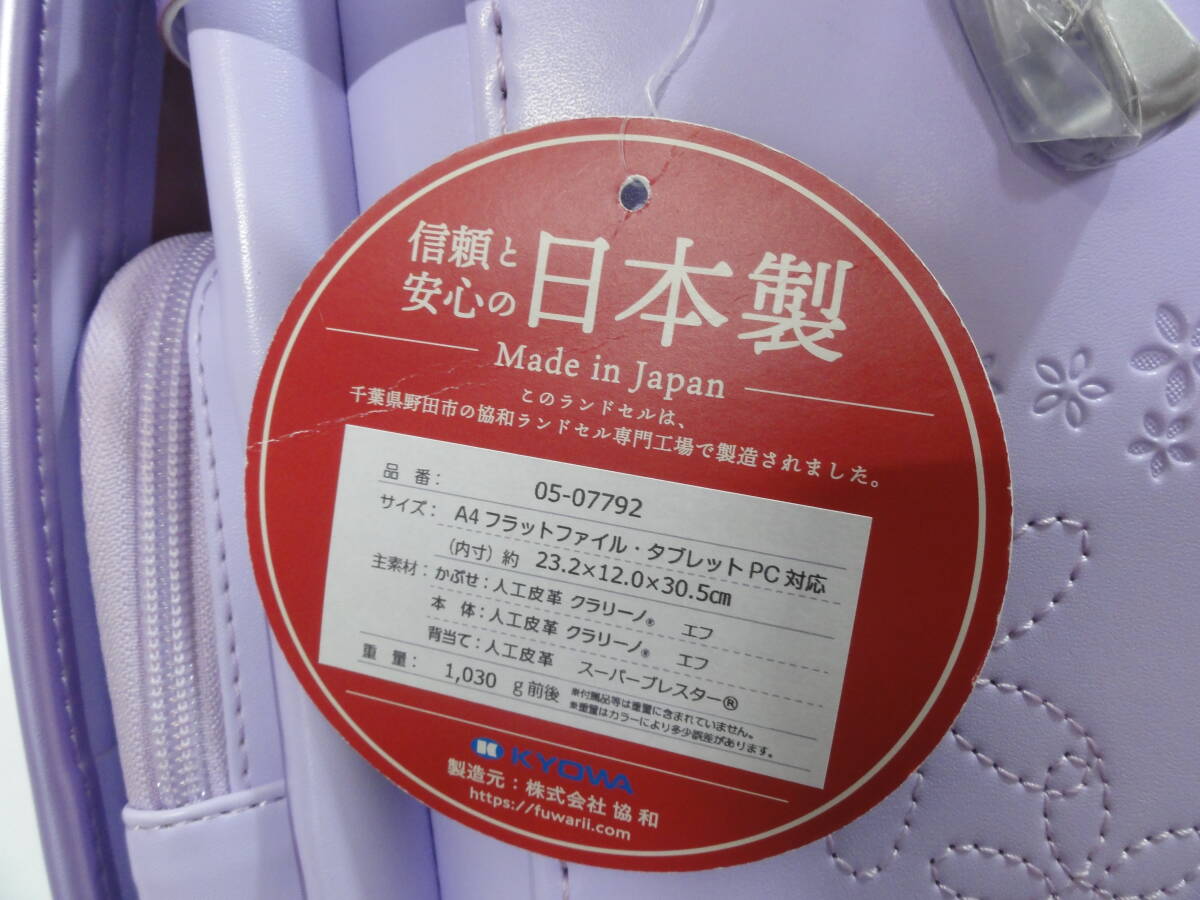 信頼と
安心の
日本製
Made in Japan
このランドセルは、
千葉県野田市の協和ランドセル専門工場で製造されました。
品 番： 05-07792
サイズ： A4フラットファイル・タブレットPC対応
（内寸）約 23.2×12.0×30.5㎝
主素材：かぶせ：人工皮革 クラリーノ® エフ
本 体：人工皮革 クラリーノ® エフ
背当て：人工皮革 スーパーブレスター®
重 量： 1,030 g前後 ※付属品等は重量に含まれていません。
※重量はカラーにより多少誤差があります。
KYOWA
製造元：株式会社 協 和
https://fuwarii.com